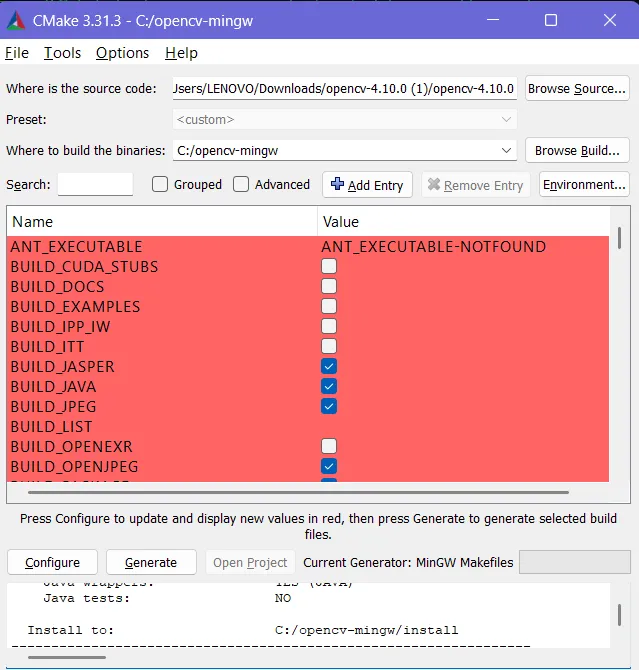 CMake 3.31.3 - C:/opencv-mingw
File Tools Options Help
Where is the source code: Jsers/LENOVO/Downloads/opencv-4.10.0 (1)/opencv-4.10.0 Browse Source...
Preset: <custom>
Where to build the binaries: C:/opencv-mingw Browse Build...
Search: Grouped Advanced Add Entry Remove Entry Environment...
Name Value
ANT_EXECUTABLE ANT_EXECUTABLE-NOTFOUND
BUILD_CUDA_STUBS
BUILD_DOCS
BUILD_EXAMPLES
BUILD_IPP_IW
BUILD_ITT
BUILD_JASPER
BUILD_JAVA
BUILD_JPEG
BUILD_LIST
BUILD_OPENEXR
BUILD_OPENJPEG
Press Configure to update and display new values in red, then press Generate to generate selected build
files.
Configure Generate Open Project Current Generator: MinGW Makefiles
Java wrappers: YES (JAVA)
Java tests: NO
Install to: C:/opencv-mingw/install
-----------------------------------------------------------------